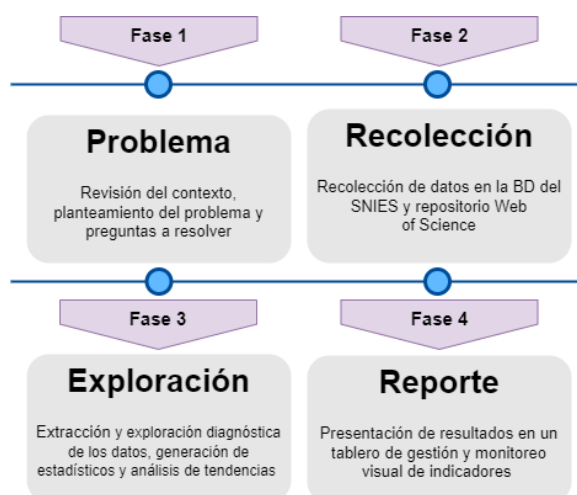 Fase 1
Fase 2
Problema
Revisión del contexto,
planteamiento del problema y
preguntas a resolver
Recolección
Recolección de datos en la BD del
SNIES y repositorio Web
of Science
Fase 3
Fase 4
Exploración
Extracción y exploración diagnóstica
de los datos, generación de
estadísticos y análisis de tendencias
Reporte
Presentación de resultados en un
tablero de gestión y monitoreo
visual de indicadores